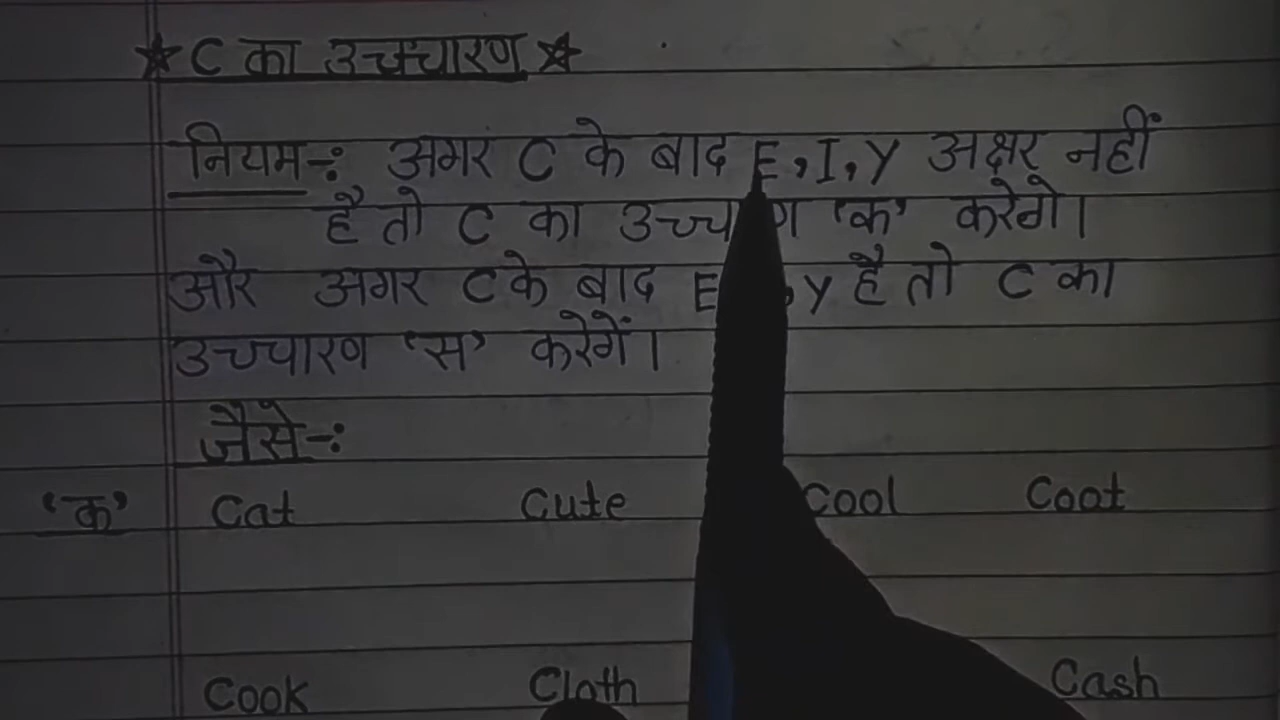 ☆ C का उच्चारण ☆
नियम-: अगर C के बाद E, I, Y अक्षर नहीं
है तो C का 'क' करेगे।
और अगर C के बाद E , Y है तो C का
उच्चारण 'स' करेगें।
जैसे-:
'क' Cat Cute Cool Coat
Cook Cloth Cash